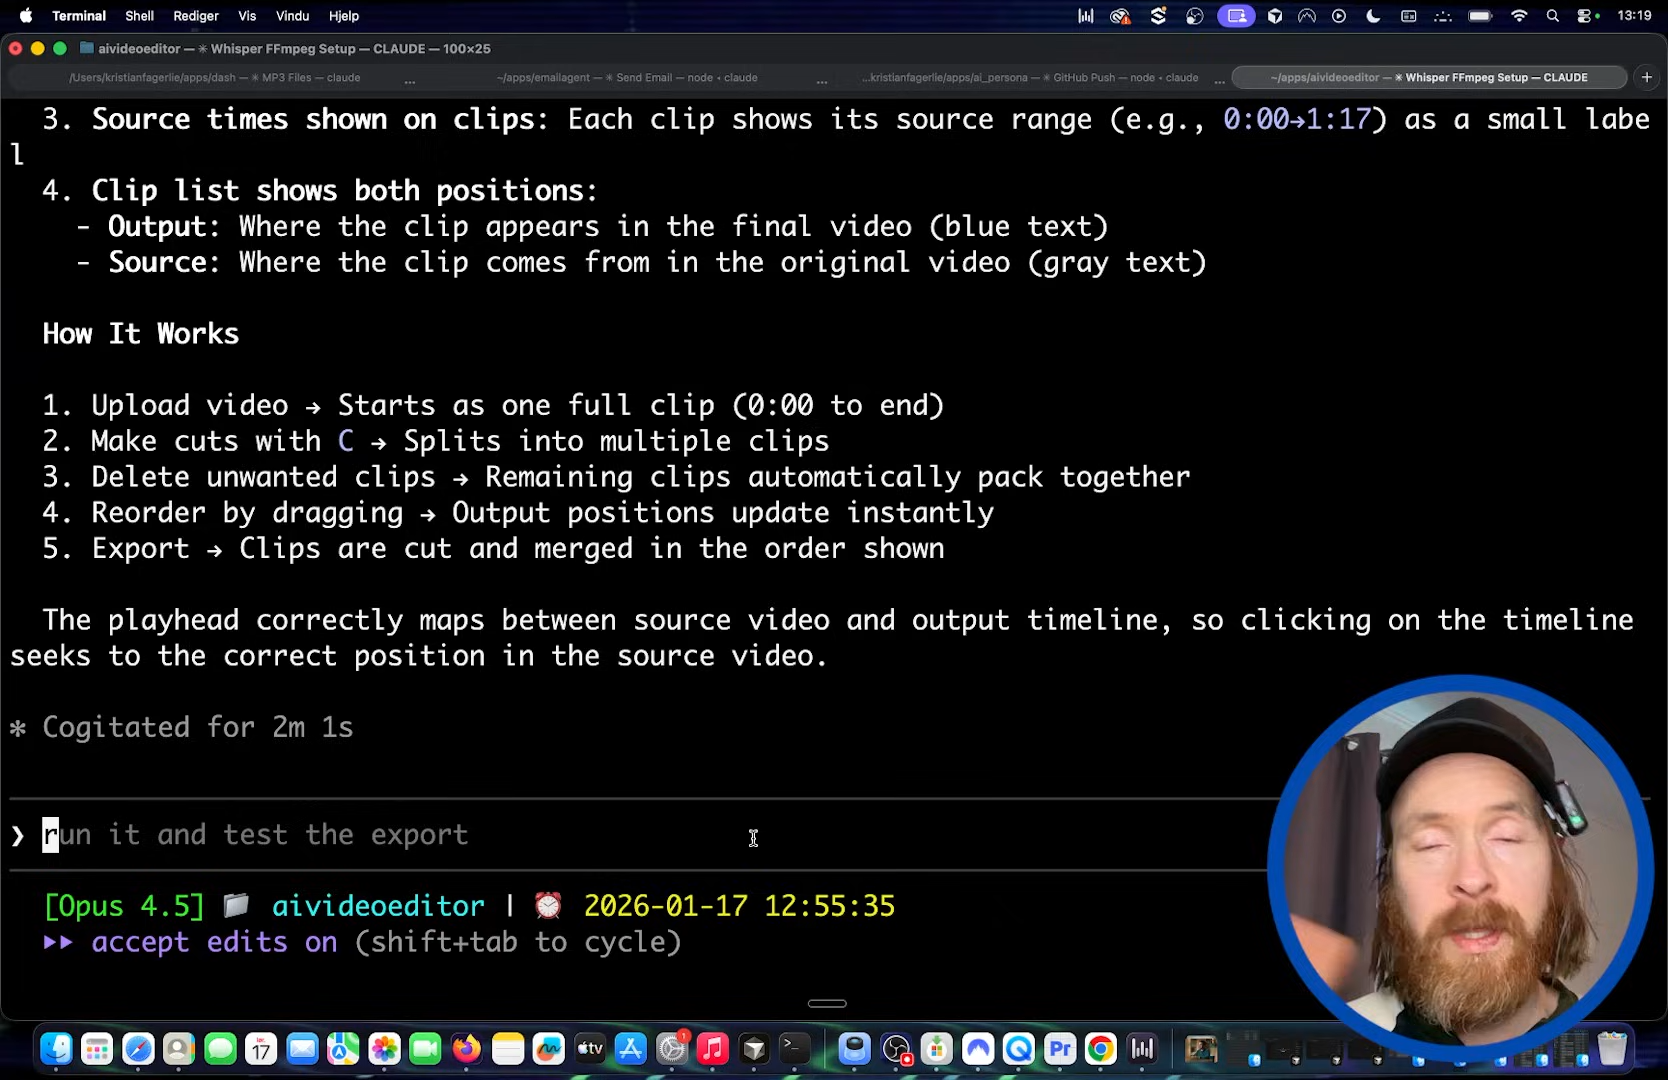 Terminal Shell Rediger Vis Vindu Hjelp 13:19
aivideoeditor — ✳ Whisper FFmpeg Setup — CLAUDE — 100×25
/Users/kristianfagerlie/apps/dash — ✳ MP3 Files — claude ... ~/apps/emailagent — ✳ Send Email — node ◂ claude ... ...kristianfagerlie/apps/ai_persona — ✳ GitHub Push — node ◂ claude ... ~/apps/aivideoeditor — ✳ Whisper FFmpeg Setup — CLAUDE +
3. Source times shown on clips: Each clip shows its source range (e.g., 0:00→1:17) as a small labe
l
4. Clip list shows both positions:
- Output: Where the clip appears in the final video (blue text)
- Source: Where the clip comes from in the original video (gray text)
How It Works
1. Upload video → Starts as one full clip (0:00 to end)
2. Make cuts with C → Splits into multiple clips
3. Delete unwanted clips → Remaining clips automatically pack together
4. Reorder by dragging → Output positions update instantly
5. Export → Clips are cut and merged in the order shown
The playhead correctly maps between source video and output timeline, so clicking on the timeline
seeks to the correct position in the source video.
✻ Cogitated for 2m 1s
❯ run it and test the export
[Opus 4.5] 📁 aivideoeditor | ⏰ 2026-01-17 12:55:35
⏵⏵ accept edits on (shift+tab to cycle)
17 tv 1 >_ Pr